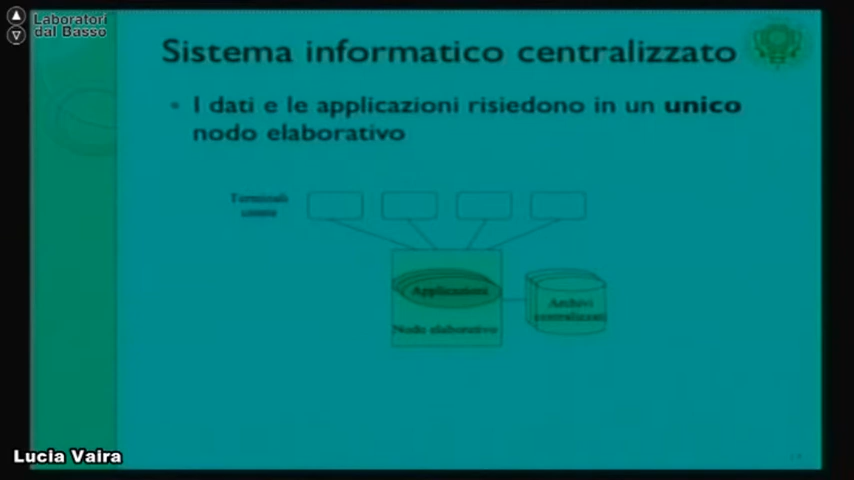 Laboratori
dal Basso
Sistema informatico centralizzato
I dati e le applicazioni risiedono in un unico
nodo elaborativo
Terminali
utente
Applicazioni
Nodo elaborativo
Archivi
centralizzati
Lucia Vaira